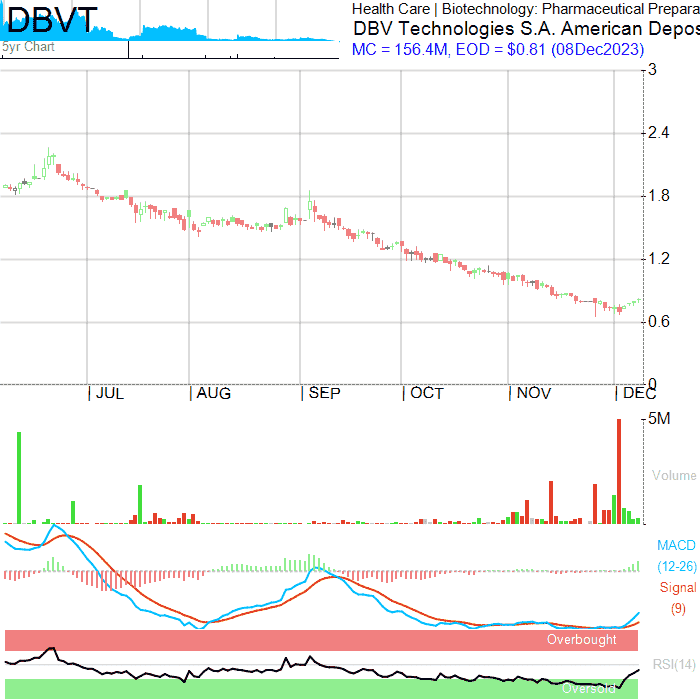 DBVT
5yr Chart
Health Care | Biotechnology: Pharmaceutical Prepara
DBV Technologies S.A. American Depos
MC = 156.4M, EOD = $0.81 (08Dec2023)
3
2.4
1.8
1.2
0.6
0
JUL AUG SEP OCT NOV DEC
5M
Volume
MACD
(12-26)
Signal
(9)
Overbought
RSI(14)
Oversold